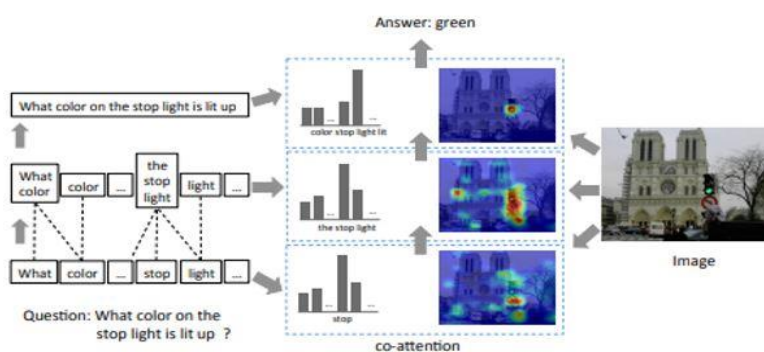 Answer: green
What color on the stop light is lit up
... ...
color stop light lit
What color
color
...
the stop light
light
...
... ...
the stop light
What
color
...
stop
light
...
... ...
stop
Image
Question: What color on the
stop light is lit up ?
co-attention